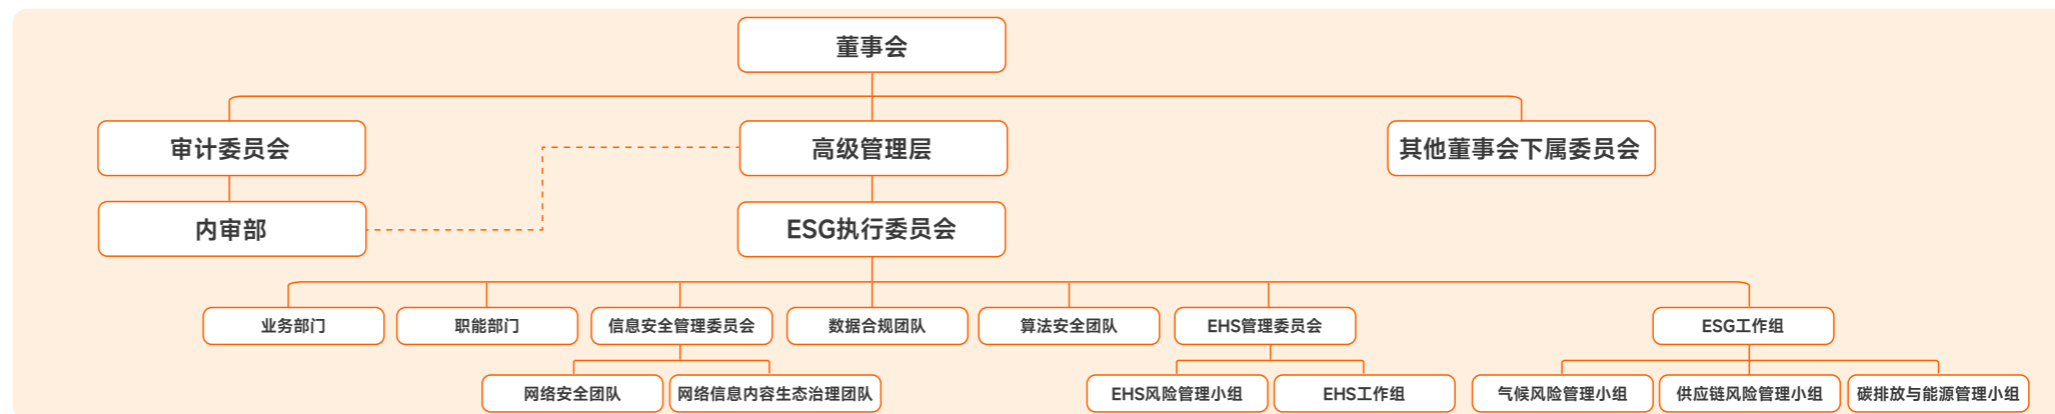 董事会
审计委员会
高级管理层
其他董事会下属委员会
内审部
ESG执行委员会
业务部门
职能部门
信息安全管理委员会
数据合规团队
算法安全团队
EHS管理委员会
ESG工作组
网络安全团队
网络信息内容生态治理团队
EHS风险管理小组
EHS工作组
气候风险管理小组
供应链风险管理小组
碳排放与能源管理小组